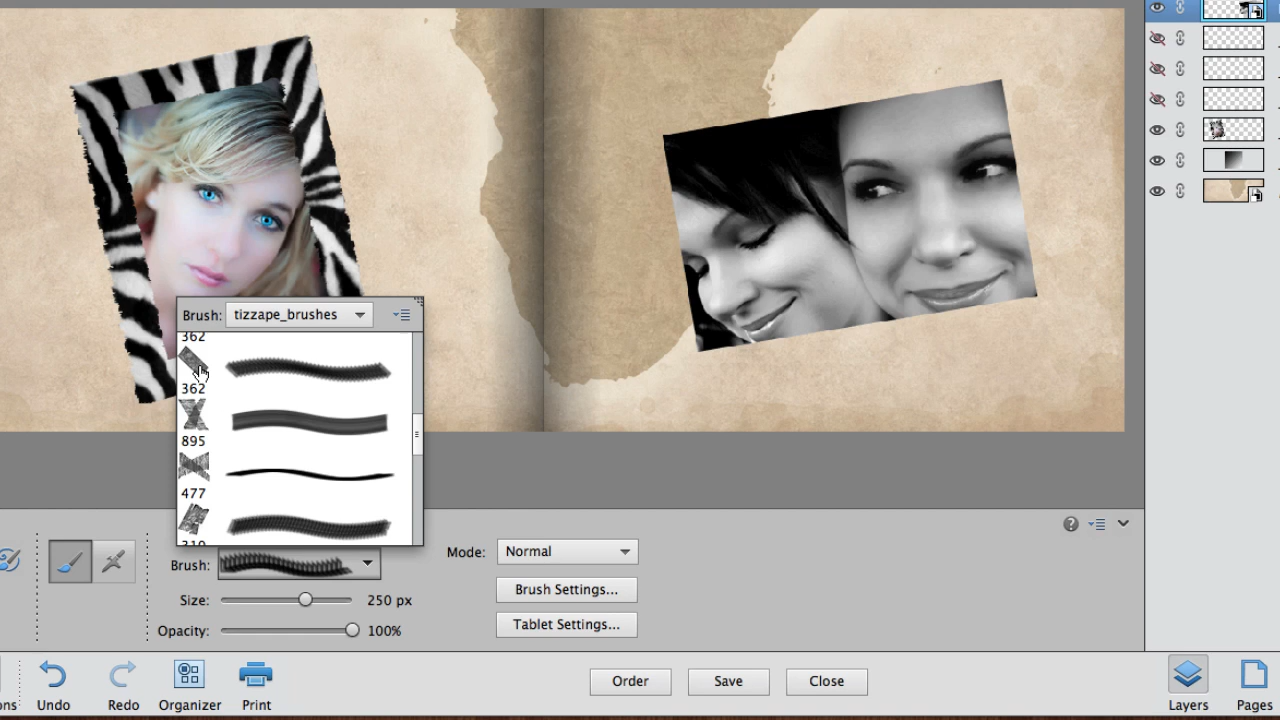 Brush: tizzape_brushes
362
362
895
477
Brush:
Size: 250 px
Opacity: 100%
Mode: Normal
Brush Settings...
Tablet Settings...
Undo
Redo
Organizer
Print
Order
Save
Close
Layers
Pages